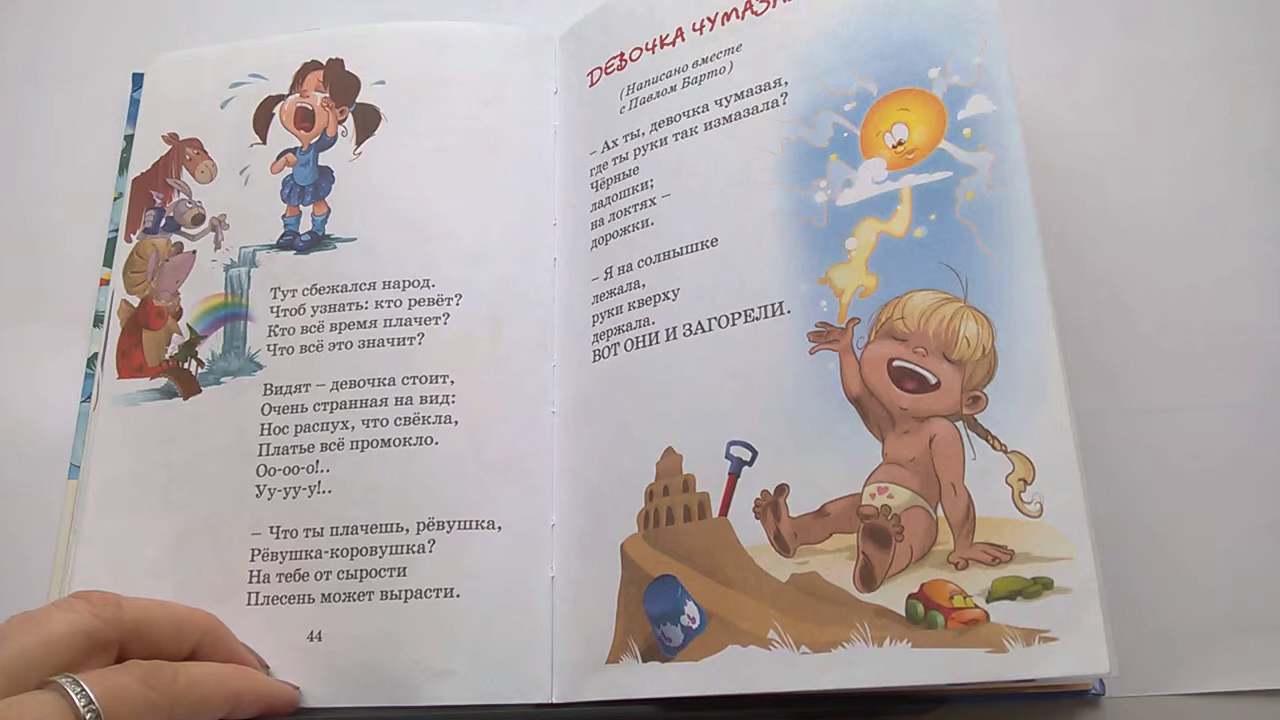 Тут сбежался народ.
Чтоб узнать: кто ревёт?
Кто всё время плачет?
Что всё это значит?
Видят – девочка стоит,
Очень странная на вид:
Нос распух, что свёкла,
Платье всё промокло.
Оо-оо-о!..
Уу-уу-у!..
– Что ты плачешь, рёвушка,
Рёвушка-коровушка?
На тебе от сырости
Плесень может вырасти.
44
ДЕВОЧКА
(Написано вместе
с Павлом Барто)
– Ах ты, девочка чумазая,
где ты руки так измазала?
Чёрные
ладошки;
на локтях –
дорожки.
– Я на солнышке
лежала,
руки кверху
держала.
ВОТ ОНИ И ЗАГОРЕЛИ.